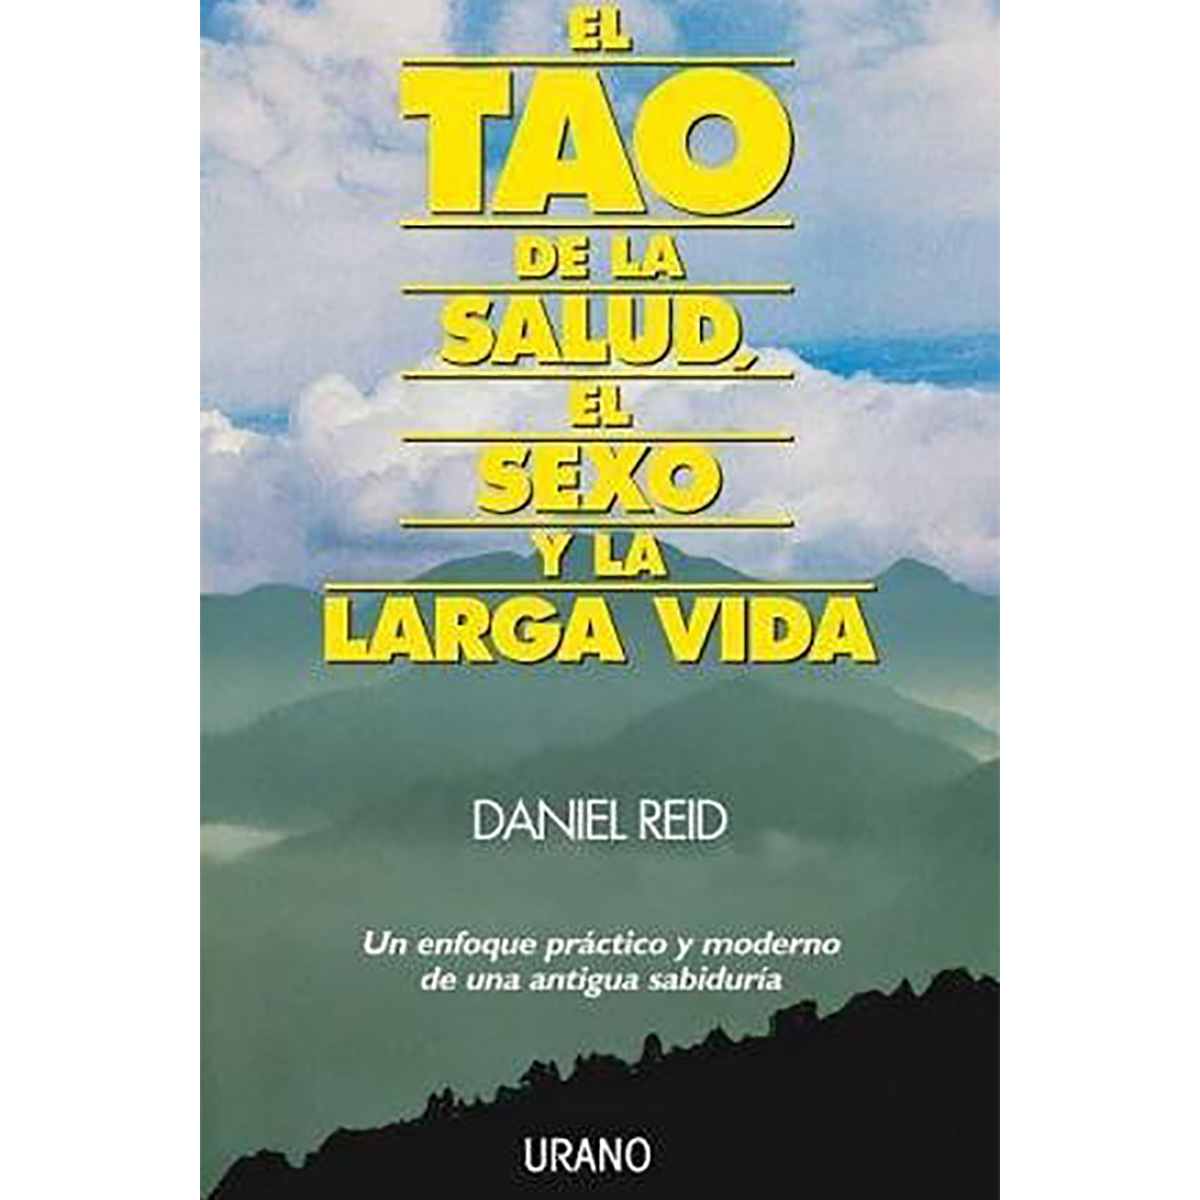 EL
TAO
DE LA
SALUD,
EL
SEXO
Y LA
LARGA VIDA
DANIEL REID
Un enfoque práctico y moderno
de una antigua sabiduría
URANO